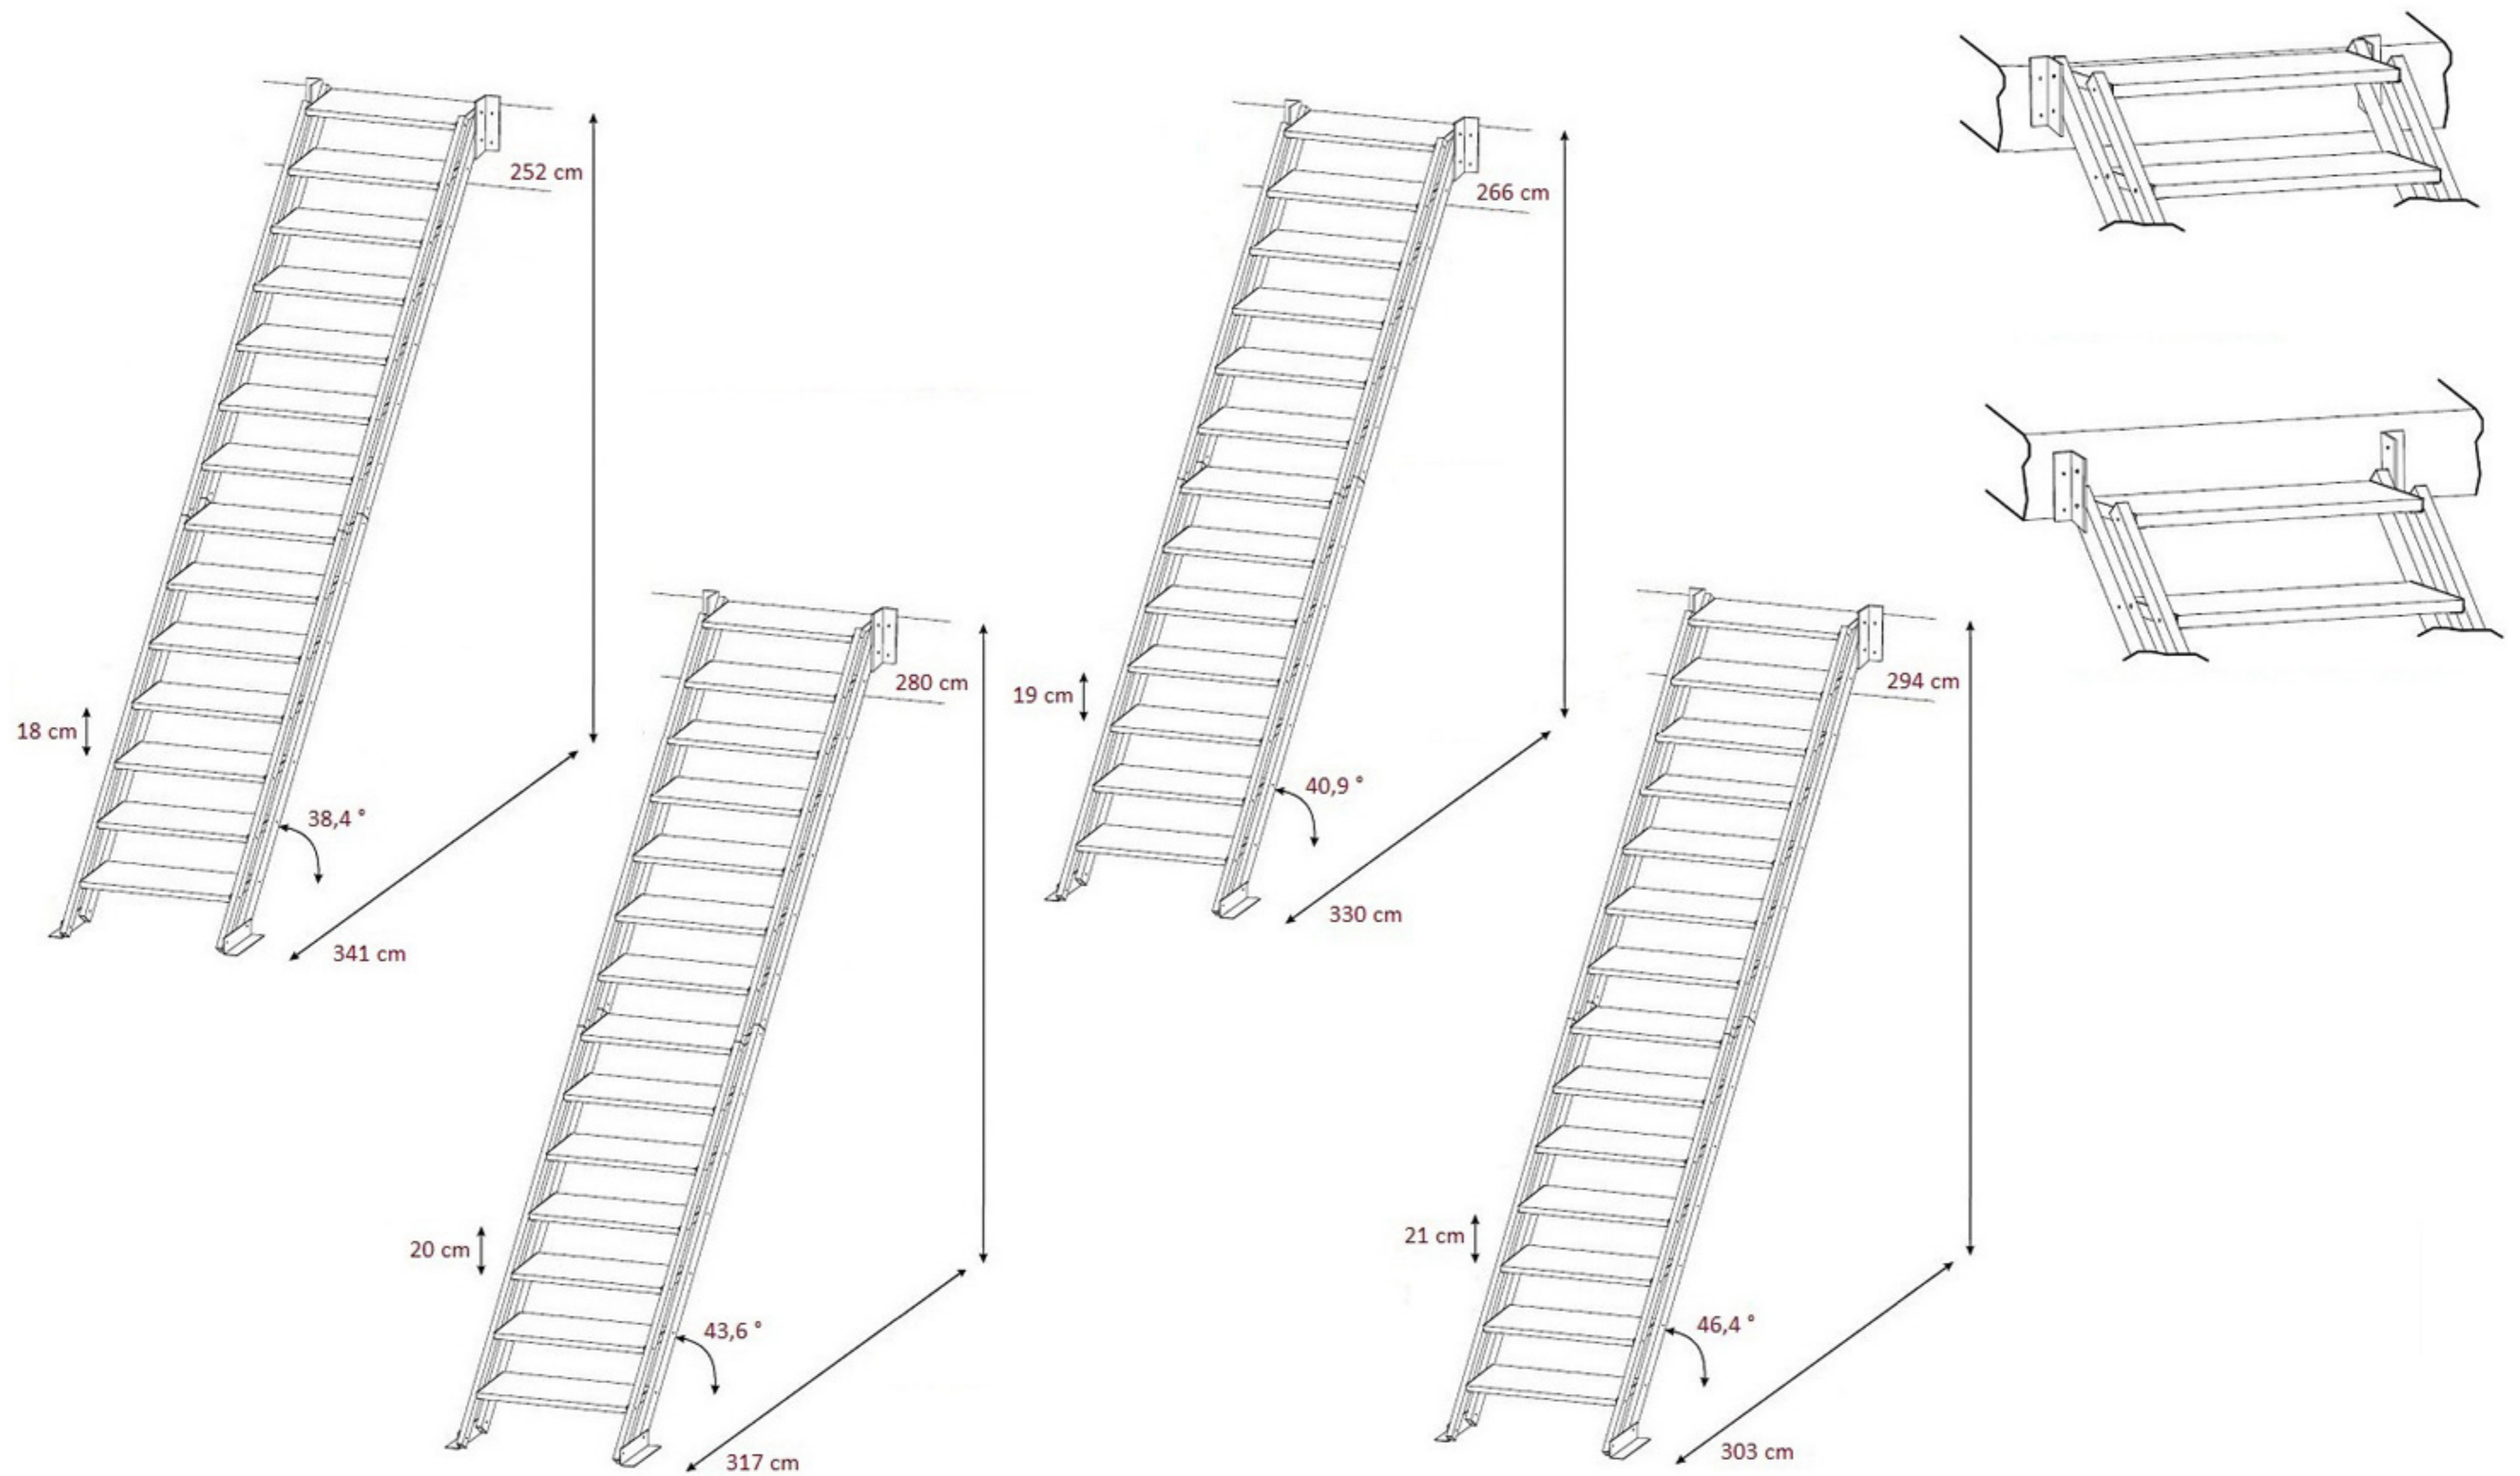 252 cm
18 cm
38,4 °
341 cm
280 cm
20 cm
43,6 °
317 cm
266 cm
19 cm
40,9 °
330 cm
294 cm
21 cm
46,4 °
303 cm